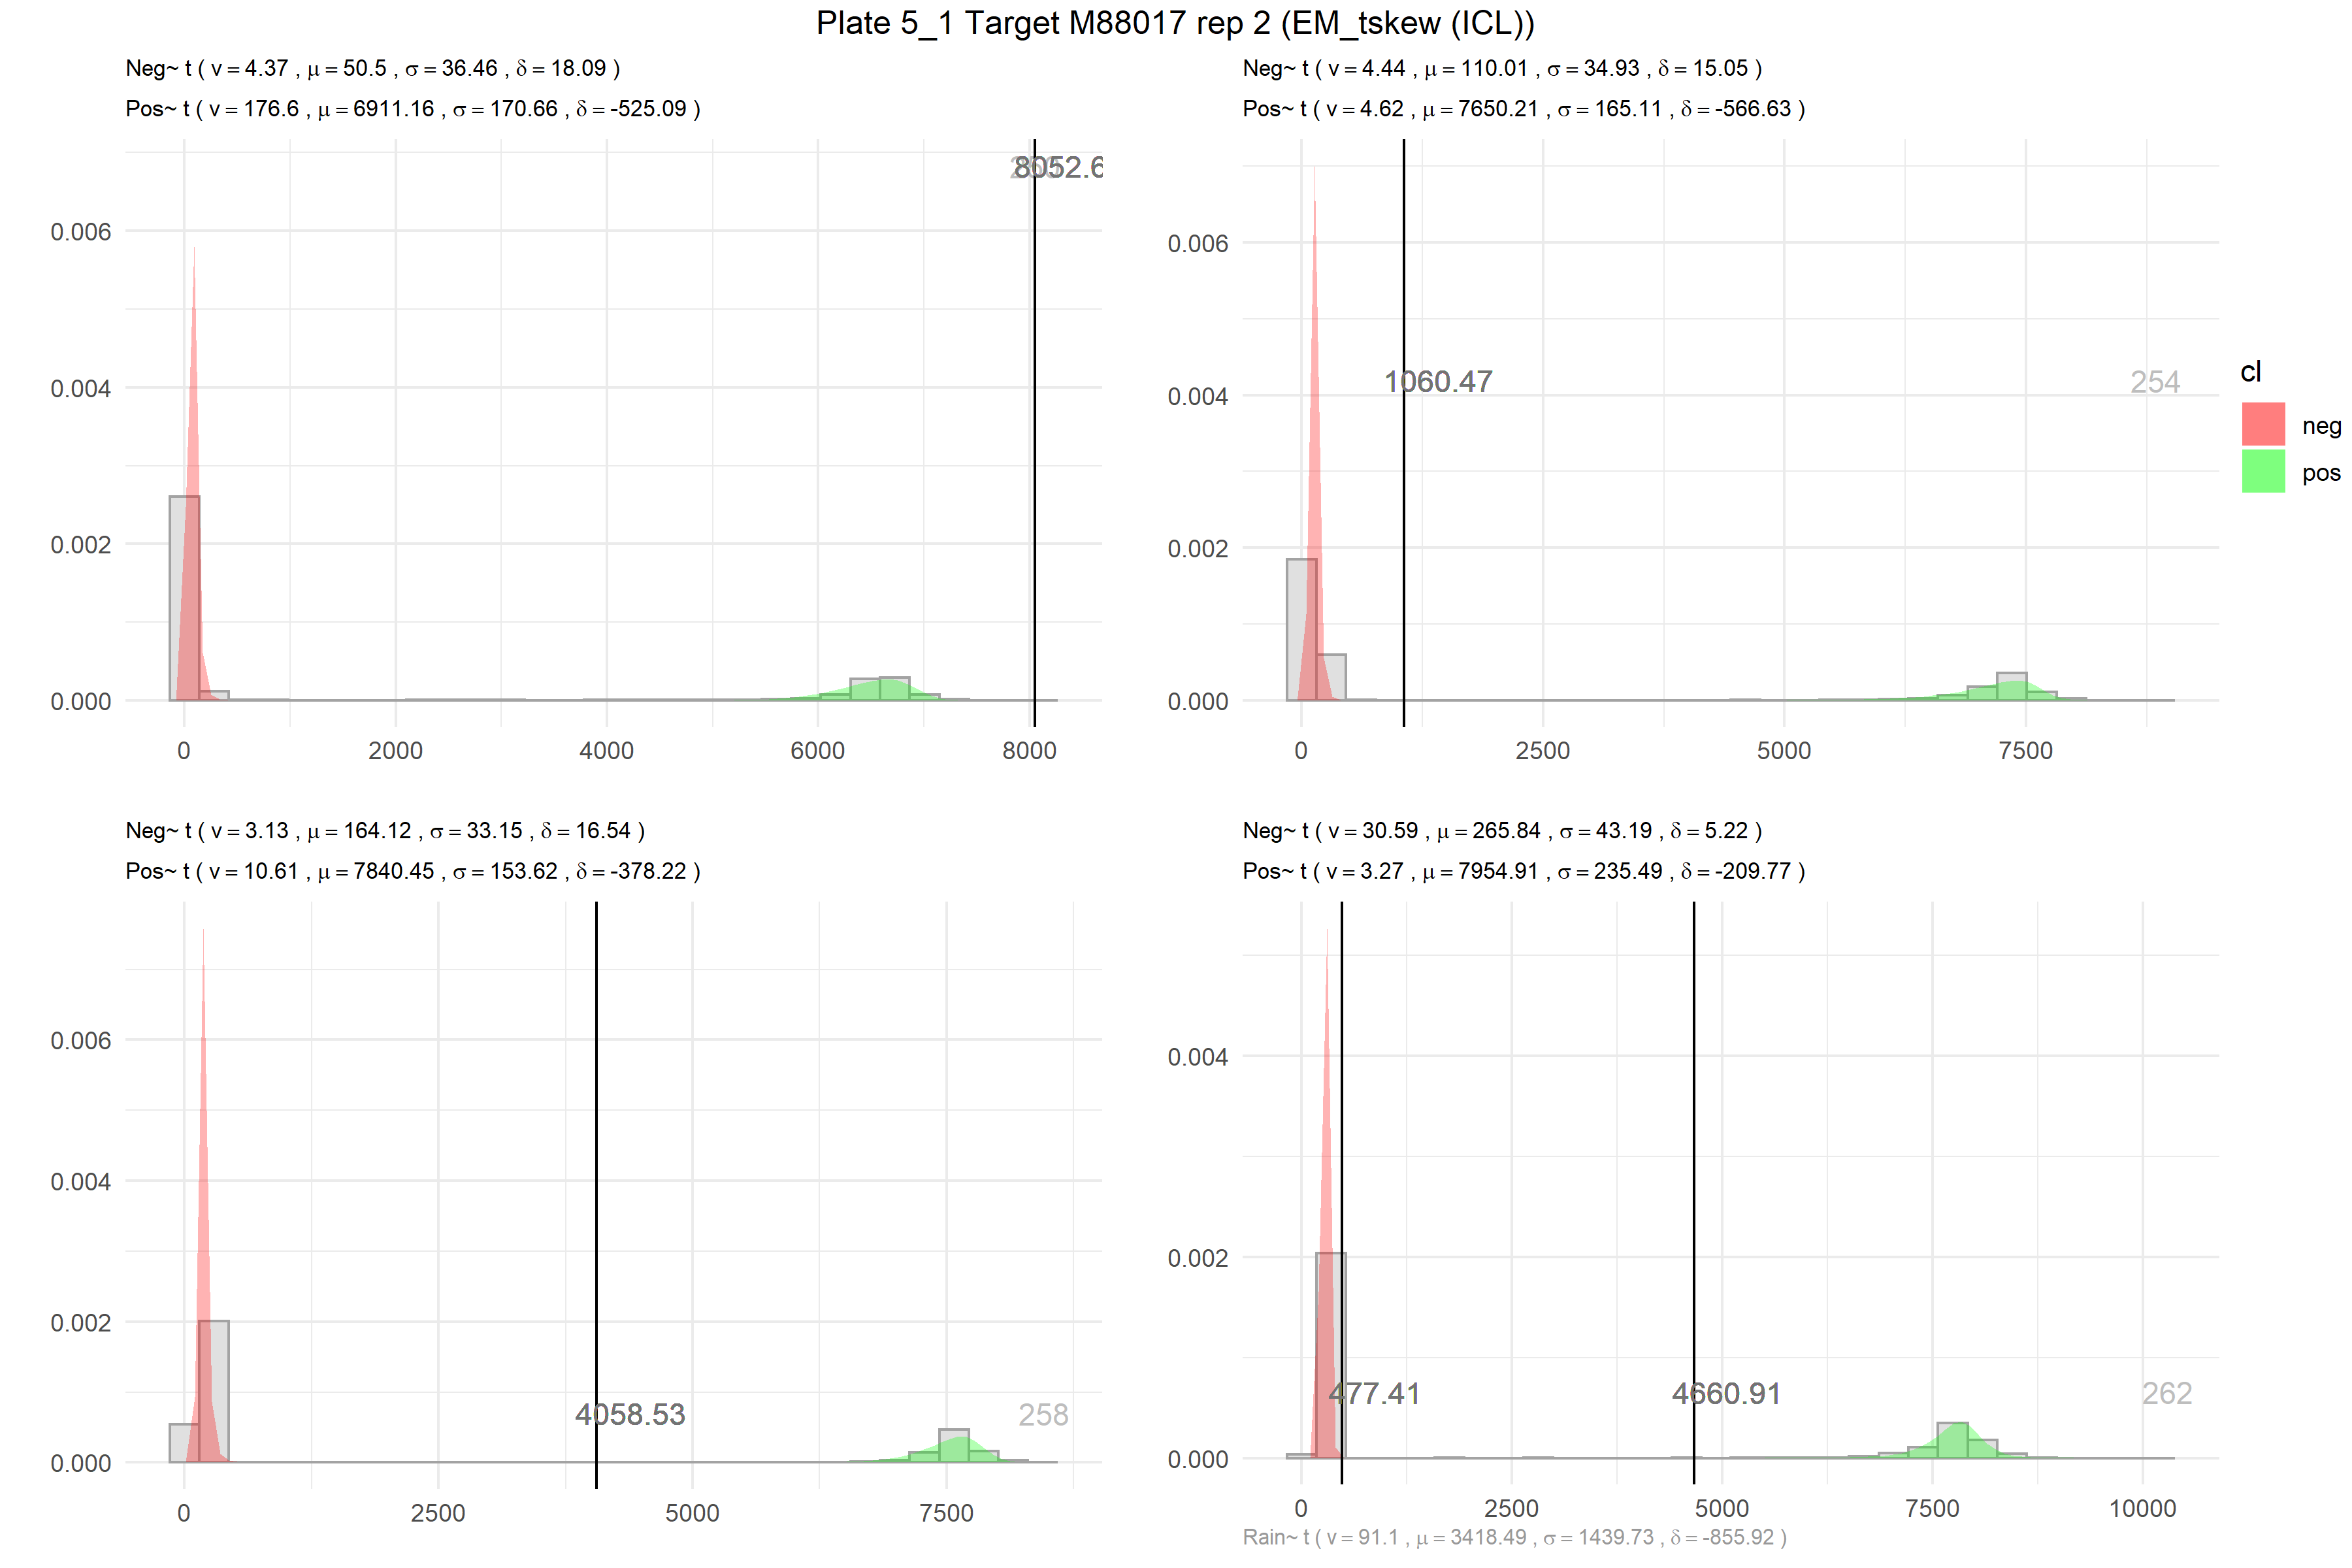 Plate 5_1 Target M88017 rep 2 (EM_tskew (ICL))
Neg~ t ( ν = 4.37 , μ = 50.5 , σ = 36.46 , δ = 18.09 )
Pos~ t ( ν = 176.6 , μ = 6911.16 , σ = 170.66 , δ = -525.09 )
8052.6
0.006
0.004
0.002
0.000
0 2000 4000 6000 8000
Neg~ t ( ν = 4.44 , μ = 110.01 , σ = 34.93 , δ = 15.05 )
Pos~ t ( ν = 4.62 , μ = 7650.21 , σ = 165.11 , δ = -566.63 )
0.006
1060.47 254
0.004
0.002
0.000
0 2500 5000 7500
cl
neg
pos
Neg~ t ( ν = 3.13 , μ = 164.12 , σ = 33.15 , δ = 16.54 )
Pos~ t ( ν = 10.61 , μ = 7840.45 , σ = 153.62 , δ = -378.22 )
0.006
0.004
0.002
4058.53 258
0.000
0 2500 5000 7500
Neg~ t ( ν = 30.59 , μ = 265.84 , σ = 43.19 , δ = 5.22 )
Pos~ t ( ν = 3.27 , μ = 7954.91 , σ = 235.49 , δ = -209.77 )
0.004
0.002
477.41 4660.91 262
0.000
0 2500 5000 7500 10000
Rain~ t ( ν = 91.1 , μ = 3418.49 , σ = 1439.73 , δ = -855.92 )